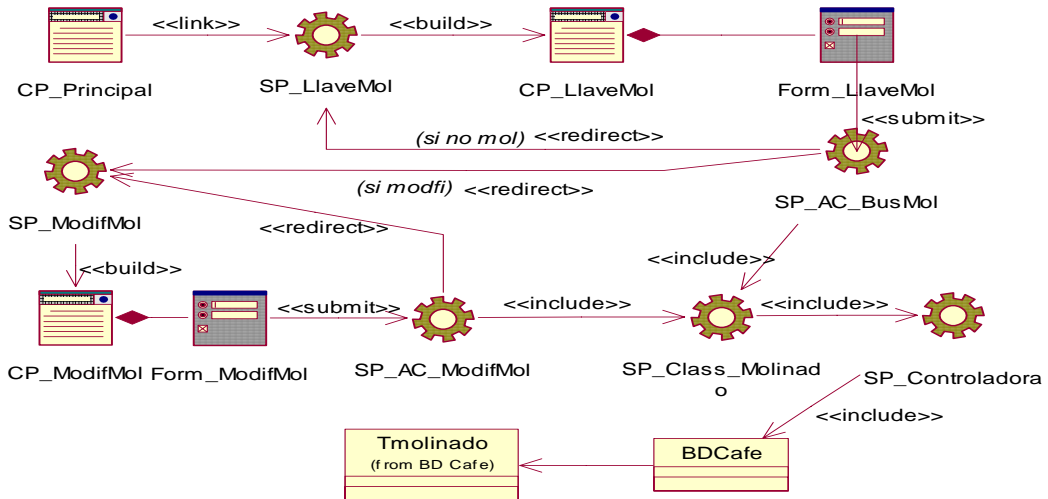 <<link>>
<<build>>
CP_Principal
SP_LlaveMol
CP_LlaveMol
Form_LlaveMol
<<submit>>
(si no mol) <<redirect>>
(si modfi) <<redirect>>
SP_ModifMol
SP_AC_BusMol
<<redirect>>
<<build>>
<<include>>
<<submit>>
<<include>>
<<include>>
CP_ModifMol
Form_ModifMol
SP_AC_ModifMol
SP_Class_Molinad
o
SP_Controladora
<<include>>
Tmolinado
(from BD Cafe)
BDCafe